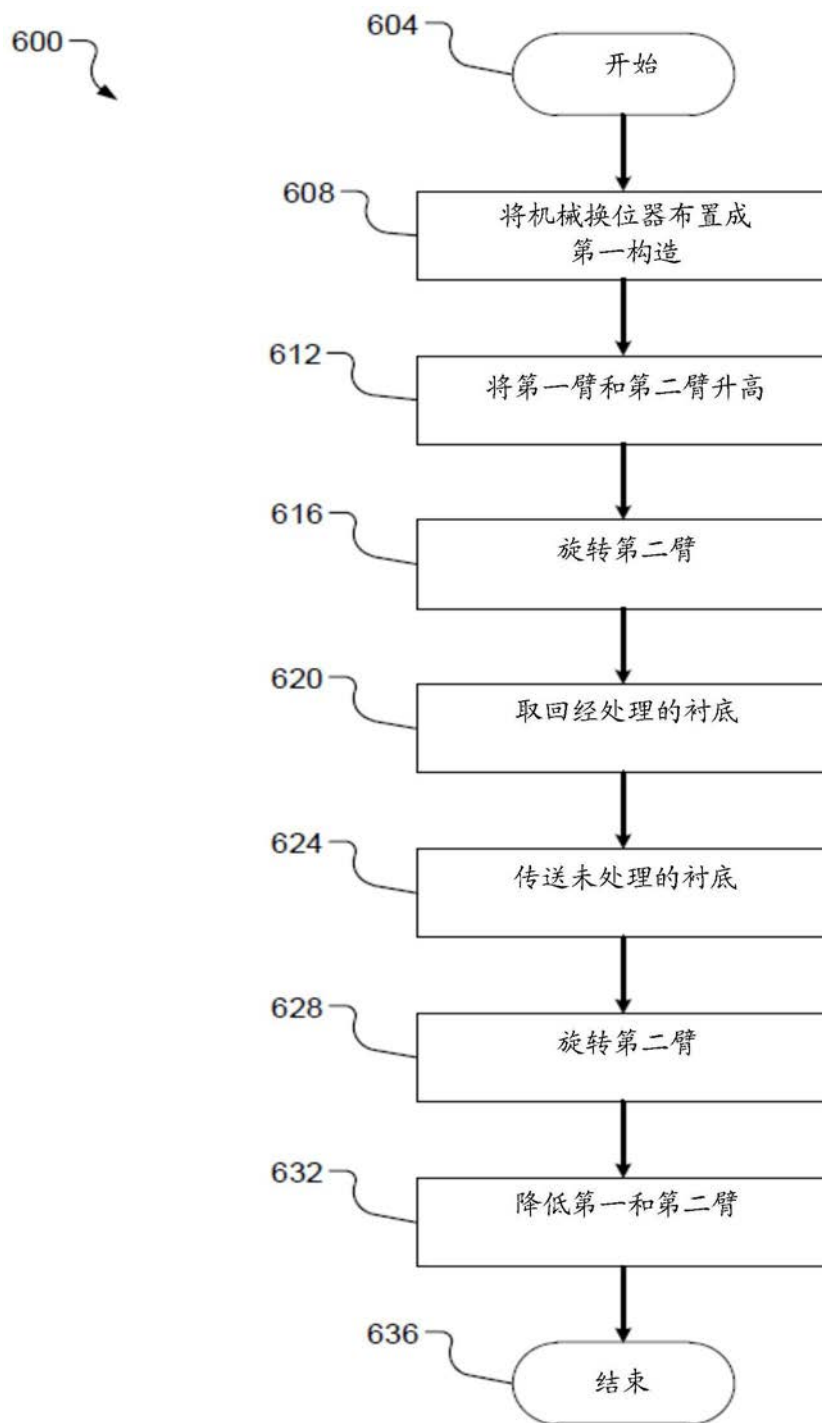 600
604
开始
608
将机械换位器布置成
第一构造
612
将第一臂和第二臂升高
616
旋转第二臂
620
取回经处理的衬底
624
传送未处理的衬底
628
旋转第二臂
632
降低第一和第二臂
636
结束